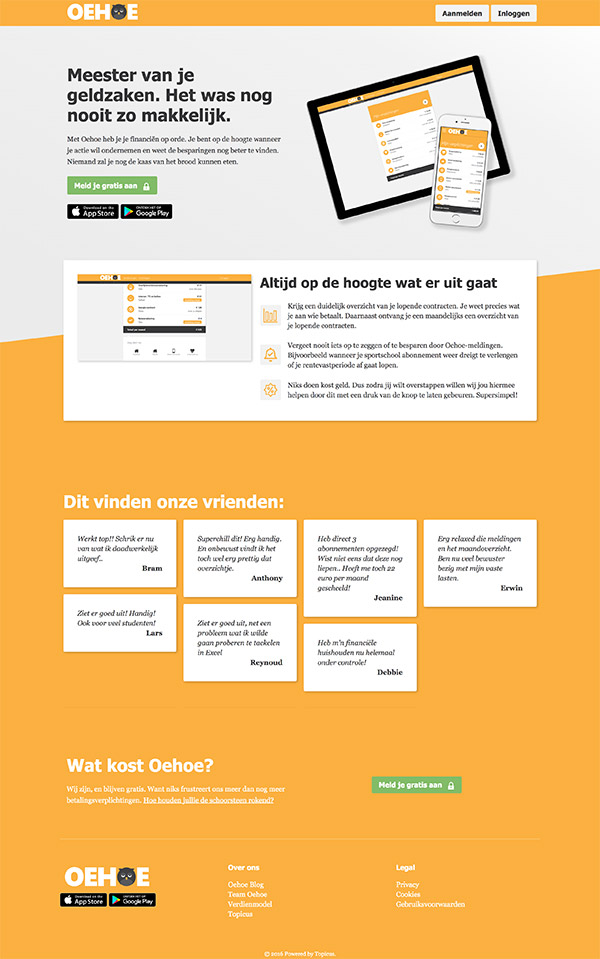 OEHOE
Aanmelden
Inloggen
Meester van je
geldzaken. Het was nog
nooit zo makkelijk.
Met Oehoe heb je je financiën op orde. Je bent op de hoogte wanneer
je actie wil ondernemen en weet de besparingen nog beter te vinden.
Niemand zal je nog de kaas van het brood kunnen eten.
Meld je gratis aan
Download on the
App Store
ONTDEK HET OP
Google Play
OEHOE
OEHOE
Altijd op de hoogte wat er uit gaat
Krijg een duidelijk overzicht van je lopende contracten. Je weet precies wat
je aan wie betaalt. Daarnaast ontvang je een maandelijks een overzicht van
je lopende contracten.
Vergeet nooit iets op te zeggen of te besparen door Oehoe-meldingen.
Bijvoorbeeld wanneer je sportschool abonnement weer dreigt te verlengen
of je rentevastperiode af gaat lopen.
Niks doen kost geld. Dus zodra jij wilt overstappen willen wij jou hiermee
helpen door dit met een druk van de knop te laten gebeuren. Supersimpel!
Dit vinden onze vrienden:
Werkt top!! Schrik er nu
van wat ik daadwerkelijk
uitgeef..
Bram
Superchill dit! Erg handig.
En onbewust vindt ik het
toch wel erg prettig dut
overzichtje.
Anthony
Heb direct 3
abonnementen opgezegd!
Wist niet eens dat deze nog
liepen.. Heeft me toch 22
euro per maand
gescheeld!
Jeanine
Erg relaxed die meldingen
en het maandoverzicht.
Ben nu veel bewuster
bezig met mijn vaste
lasten.
Erwin
Ziet er goed uit! Handig!
Ook voor veel studenten!
Lars
Ziet er goed uit, net een
probleem wat ik wilde
gaan proberen te tackelen
in Excel
Reynoud
Heb m'n financiële
huishouden nu helemaal
onder controle!
Debbie
Wat kost Oehoe?
Wij zijn, en blijven gratis. Want niks frustreert ons meer dan nog meer
betalingsverplichtingen. Hoe houden jullie de schoorsteen rokend?
Meld je gratis aan
OEHOE
Download on the
App Store
ONTDEK HET OP
Google Play
Over ons
Oehoe Blog
Team Oehoe
Verdienmodel
Topicus
Legal
Privacy
Cookies
Gebruiksvoorwaarden
© 2016 Powered by Topicus.